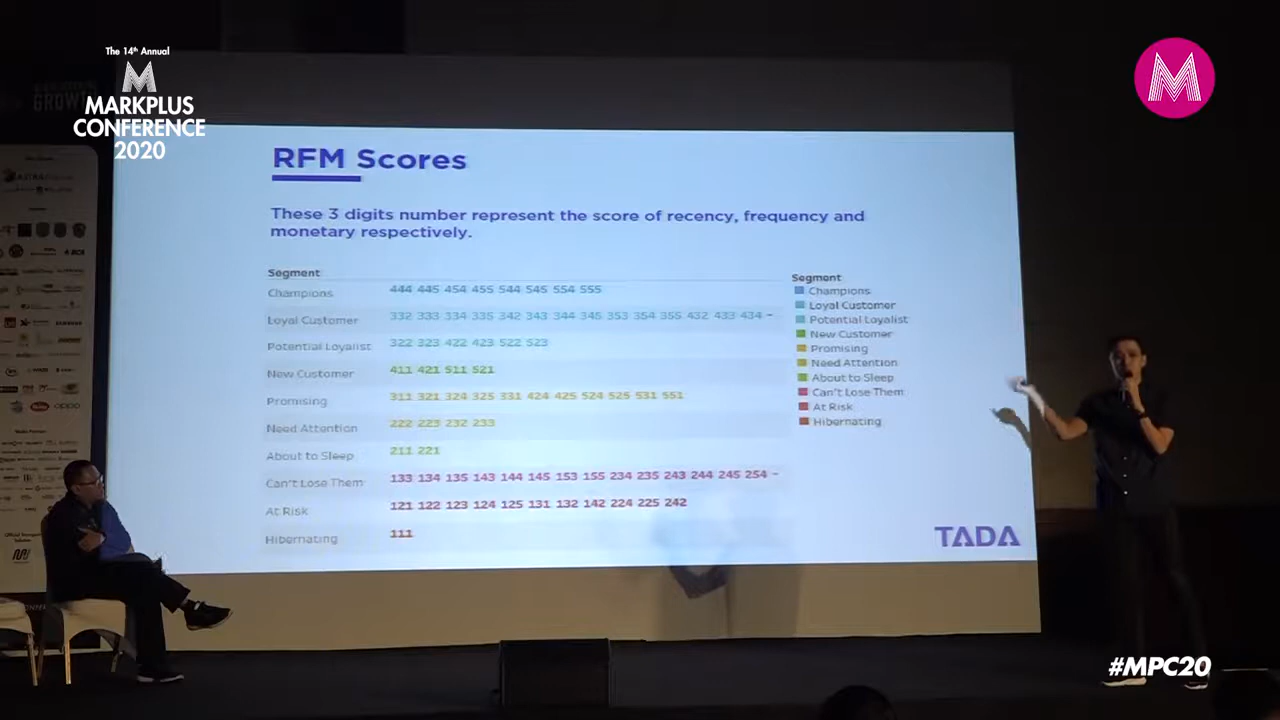 The 14th Annual
M
MARKPLUS
CONFERENCE
2020
M
RFM Scores
These 3 digits number represent the score of recency, frequency and
monetary respectively.
Segment
Champions 444 445 454 455 544 545 554 555
Loyal Customer 332 333 334 335 342 343 344 345 353 354 355 432 433 434 -
Potential Loyalist 322 323 422 423 522 523
New Customer 411 421 511 521
Promising 311 321 324 325 331 424 425 524 525 531 551
Need Attention 222 223 232 233
About to Sleep 211 221
Can't Lose Them 133 134 135 143 144 145 153 155 234 235 243 244 245 254 -
At Risk 121 122 123 124 125 131 132 142 224 225 242
Hibernating 111
Segment
Champions
Loyal Customer
Potential Loyalist
New Customer
Promising
Need Attention
About to Sleep
Can't Lose Them
At Risk
Hibernating
TADA
oppo
#MPC20